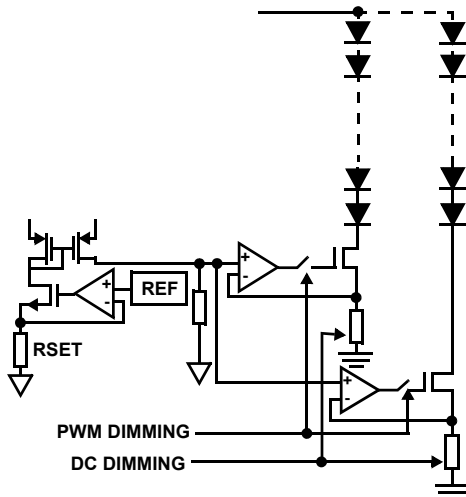 +
-
REF
+
-
RSET
+
-
PWM DIMMING
DC DIMMING